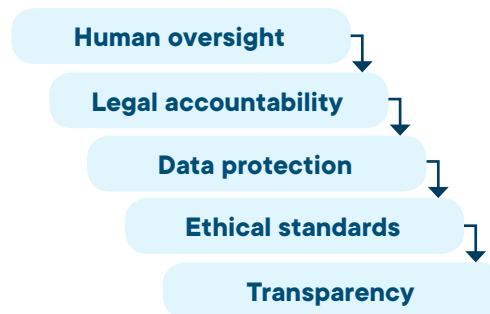 Human oversight
Legal accountability
Data protection
Ethical standards
Transparency